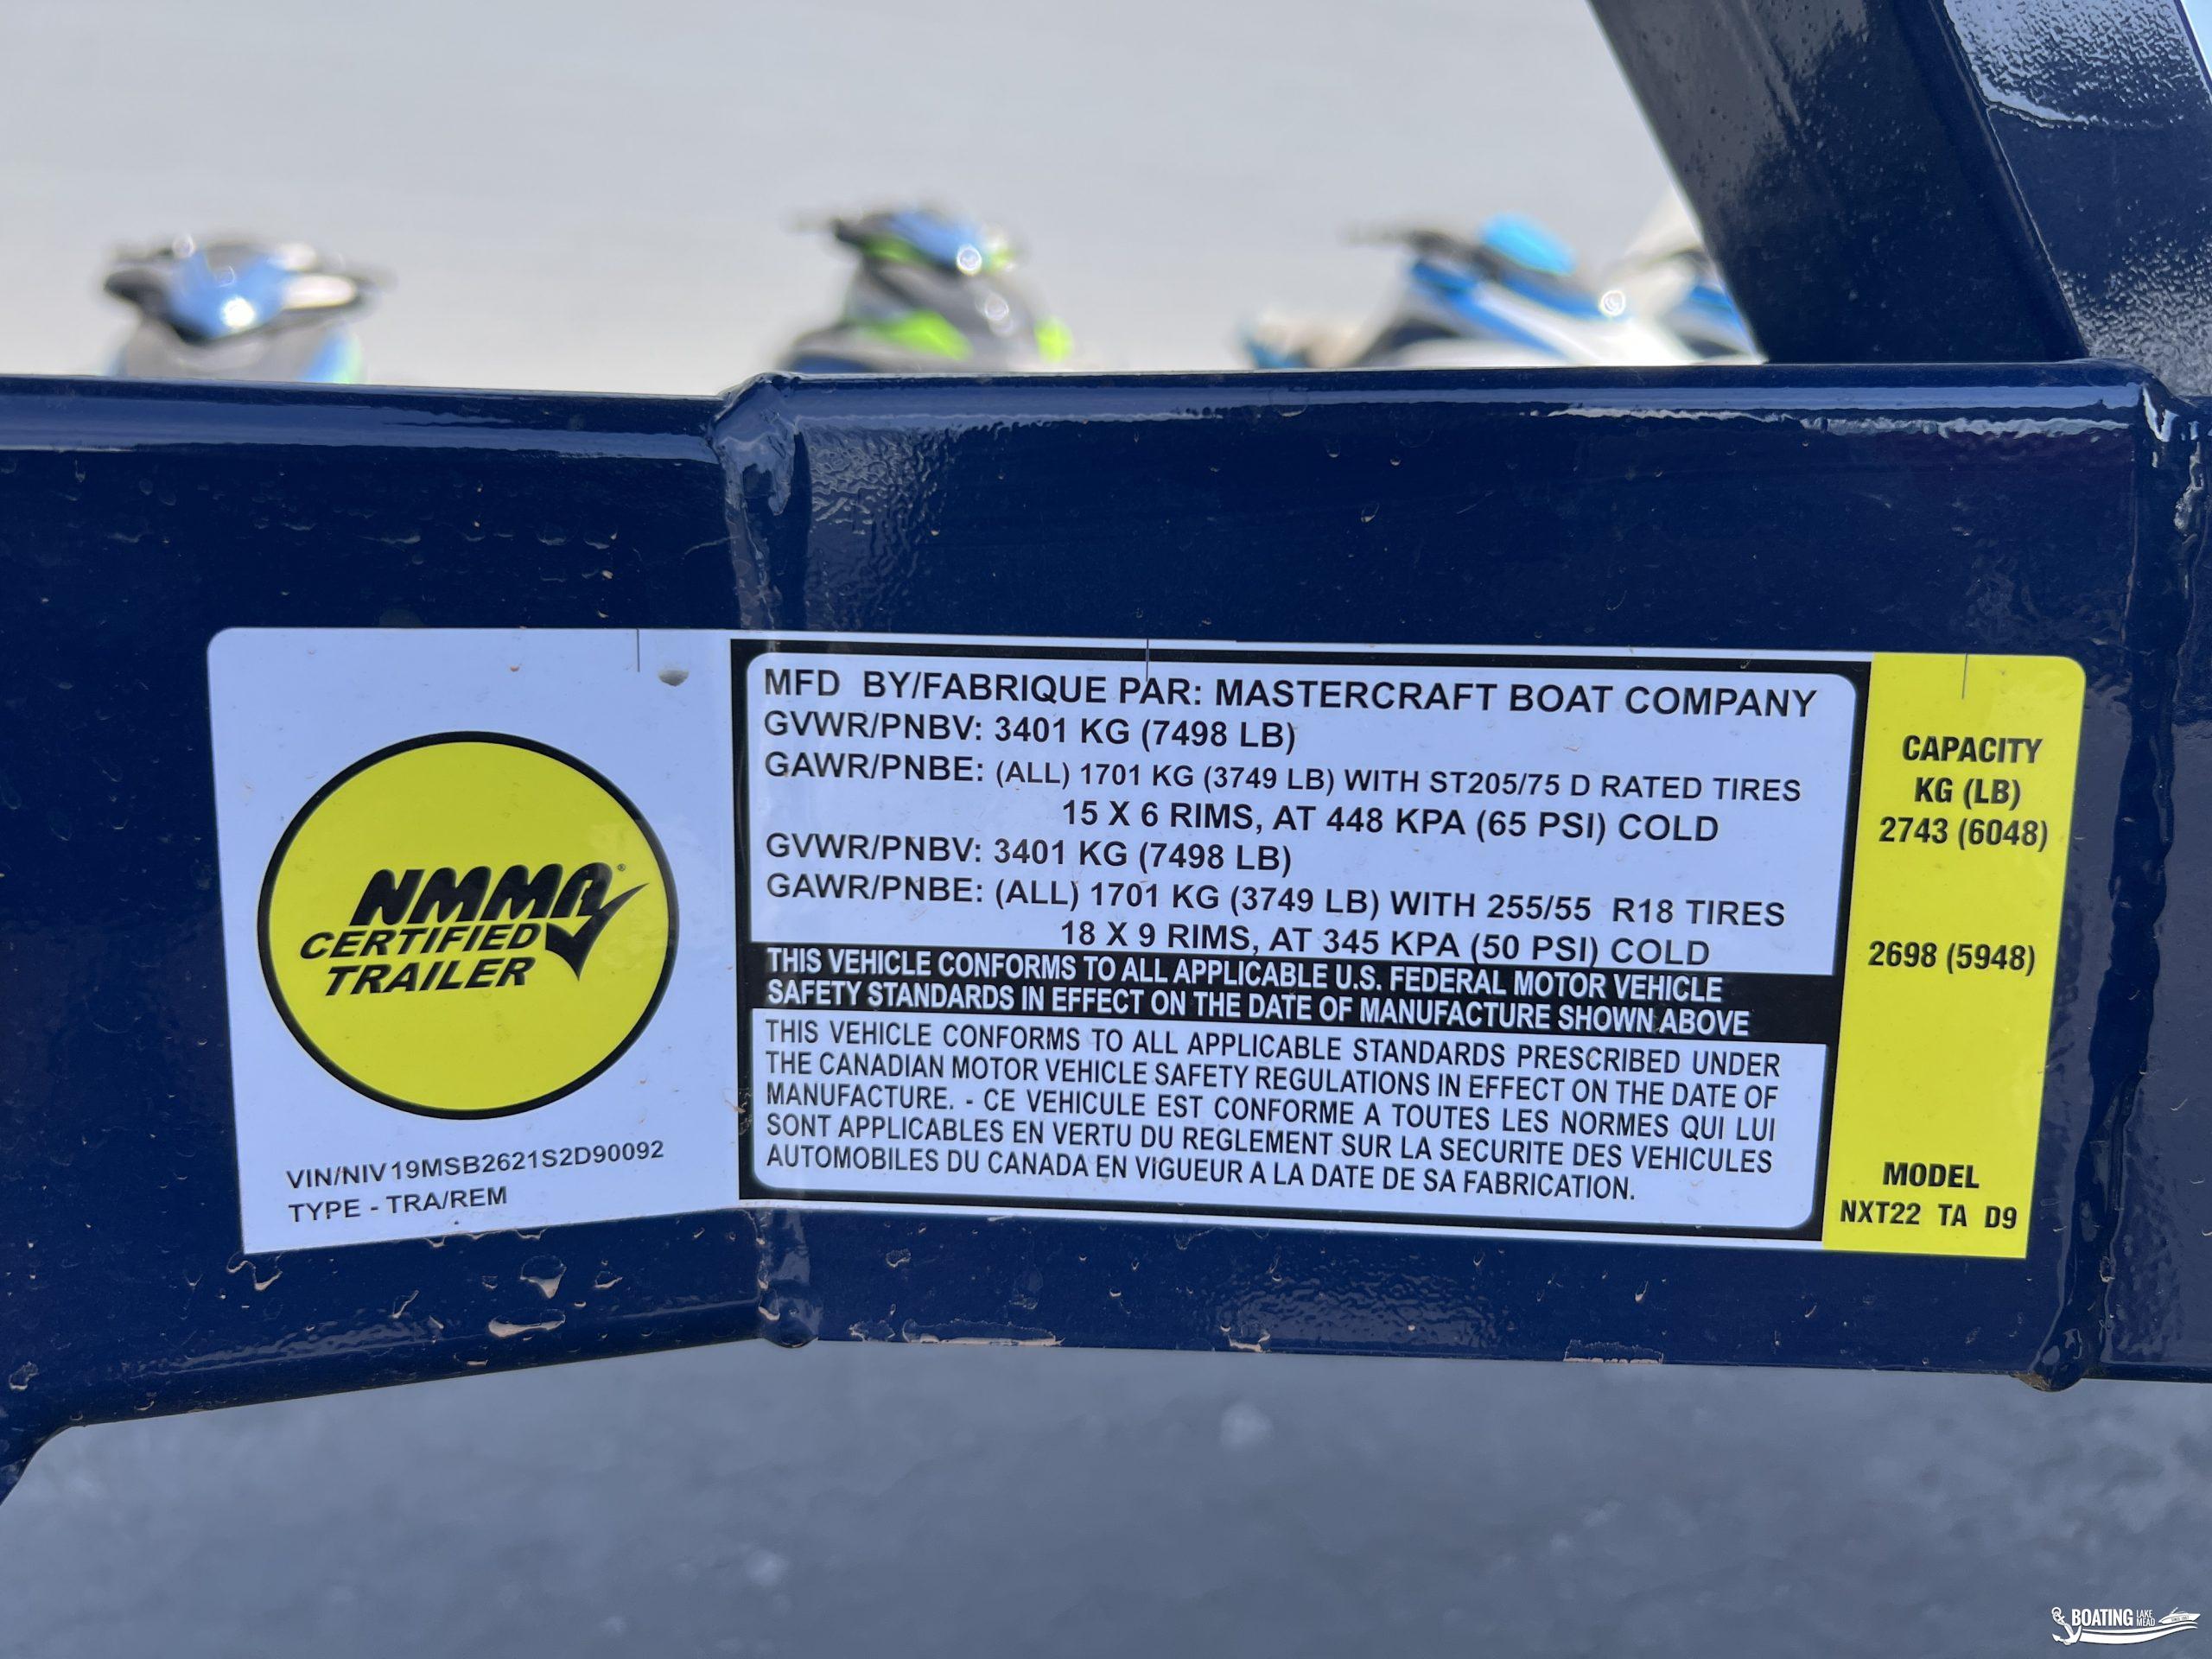 MFD BY/FABRIQUE PAR: MASTERCRAFT BOAT COMPANY
GVWR/PNBV: 3401 KG (7498 LB)
GAWR/PNBE: (ALL) 1701 KG (3749 LB) WITH ST205/75 D RATED TIRES
15 X 6 RIMS, AT 448 KPA (65 PSI) COLD
GVWR/PNBV: 3401 KG (7498 LB)
GAWR/PNBE: (ALL) 1701 KG (3749 LB) WITH 255/55 R18 TIRES
18 X 9 RIMS, AT 345 KPA (50 PSI) COLD
THIS VEHICLE CONFORMS TO ALL APPLICABLE U.S. FEDERAL MOTOR VEHICLE
SAFETY STANDARDS IN EFFECT ON THE DATE OF MANUFACTURE SHOWN ABOVE
THIS VEHICLE CONFORMS TO ALL APPLICABLE STANDARDS PRESCRIBED UNDER
THE CANADIAN MOTOR VEHICLE SAFETY REGULATIONS IN EFFECT ON THE DATE OF
MANUFACTURE. - CE VEHICULE EST CONFORME A TOUTES LES NORMES QUI LUI
SONT APPLICABLES EN VERTU DU REGLEMENT SUR LA SECURITE DES VEHICULES
AUTOMOBILES DU CANADA EN VIGUEUR A LA DATE DE SA FABRICATION.
CAPACITY
KG (LB)
2743 (6048)
2698 (5948)
MODEL
NXT22 TA D9
NMMA®
CERTIFIED
TRAILER
VIN/NIV 19MSB2621S2D90092
TYPE - TRA/REM
BOATING LAKE MEAD